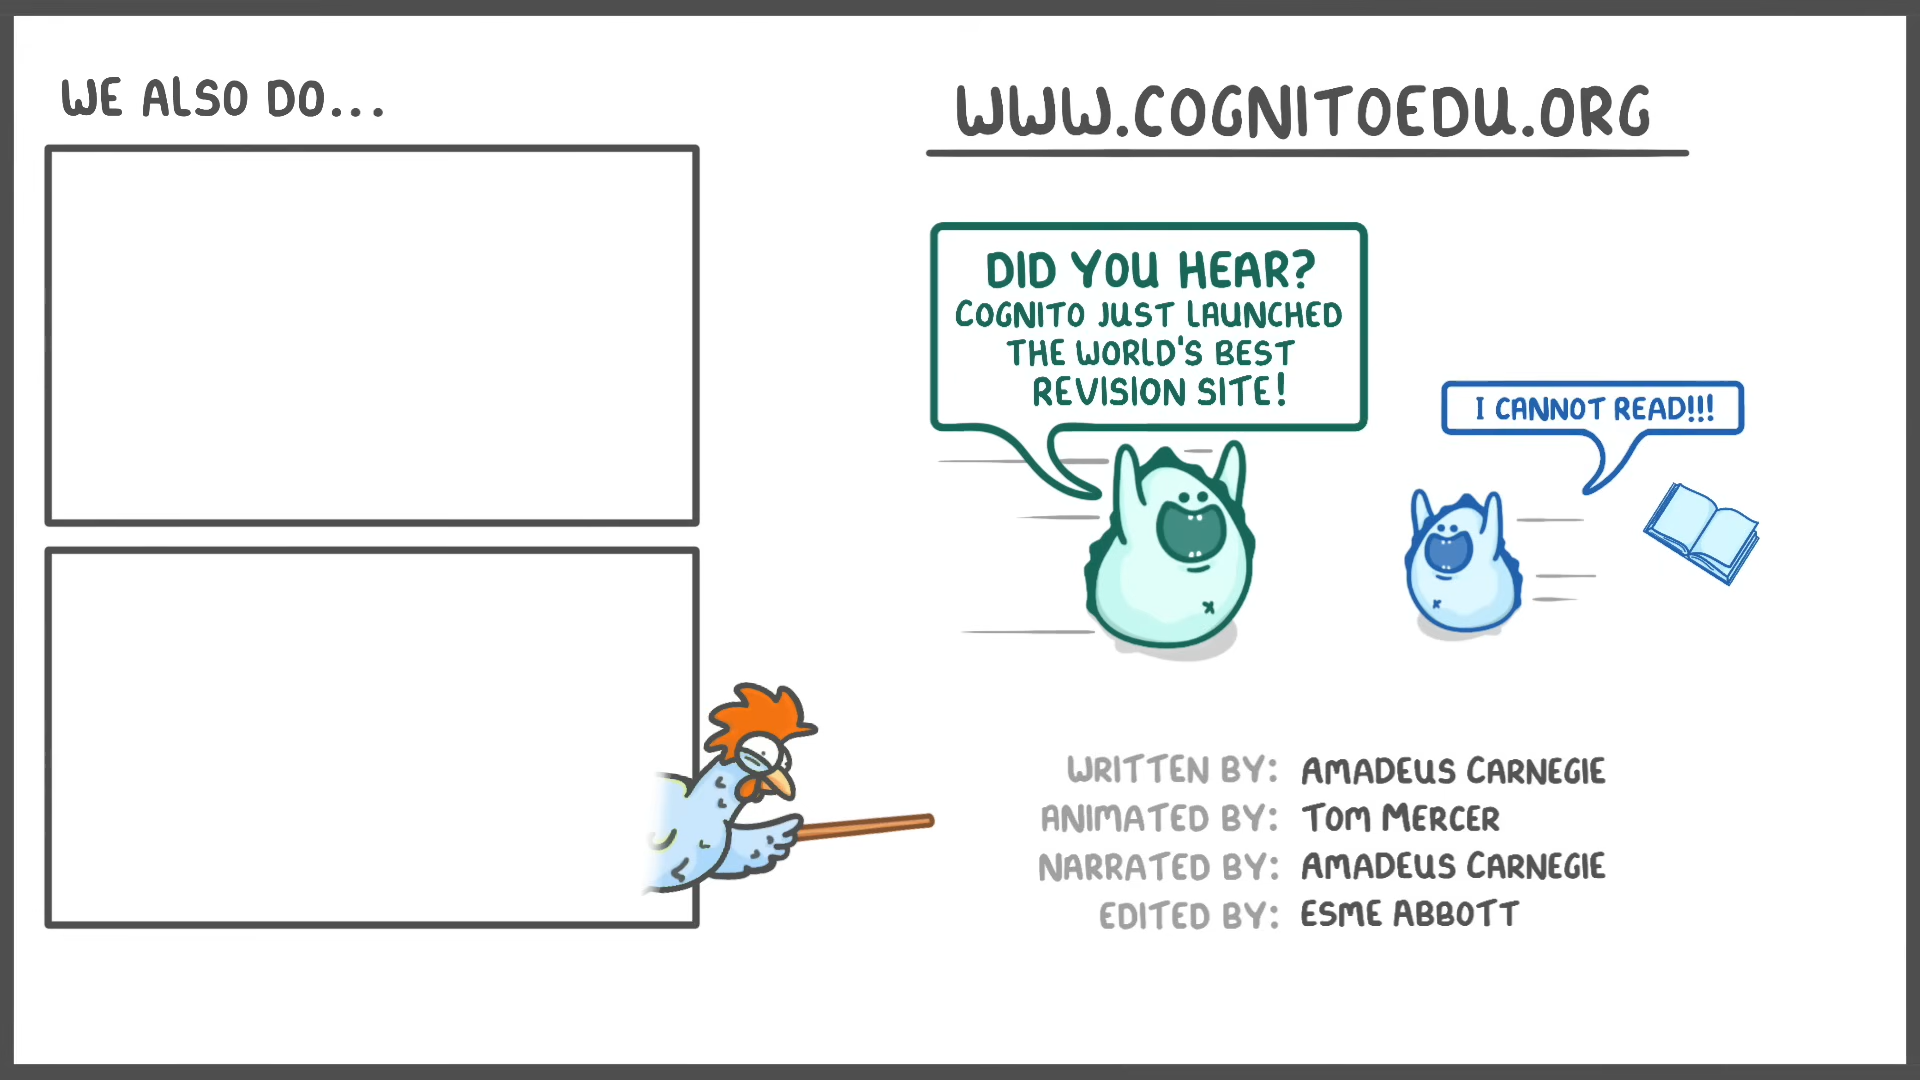 WE ALSO DO...
WWW.COGNITOEDU.ORG
DID YOU HEAR?
COGNITO JUST LAUNCHED
THE WORLD'S BEST
REVISION SITE!
I CANNOT READ!!!
WRITTEN BY: AMADEUS CARNEGIE
ANIMATED BY: TOM MERCER
NARRATED BY: AMADEUS CARNEGIE
EDITED BY: ESME ABBOTT